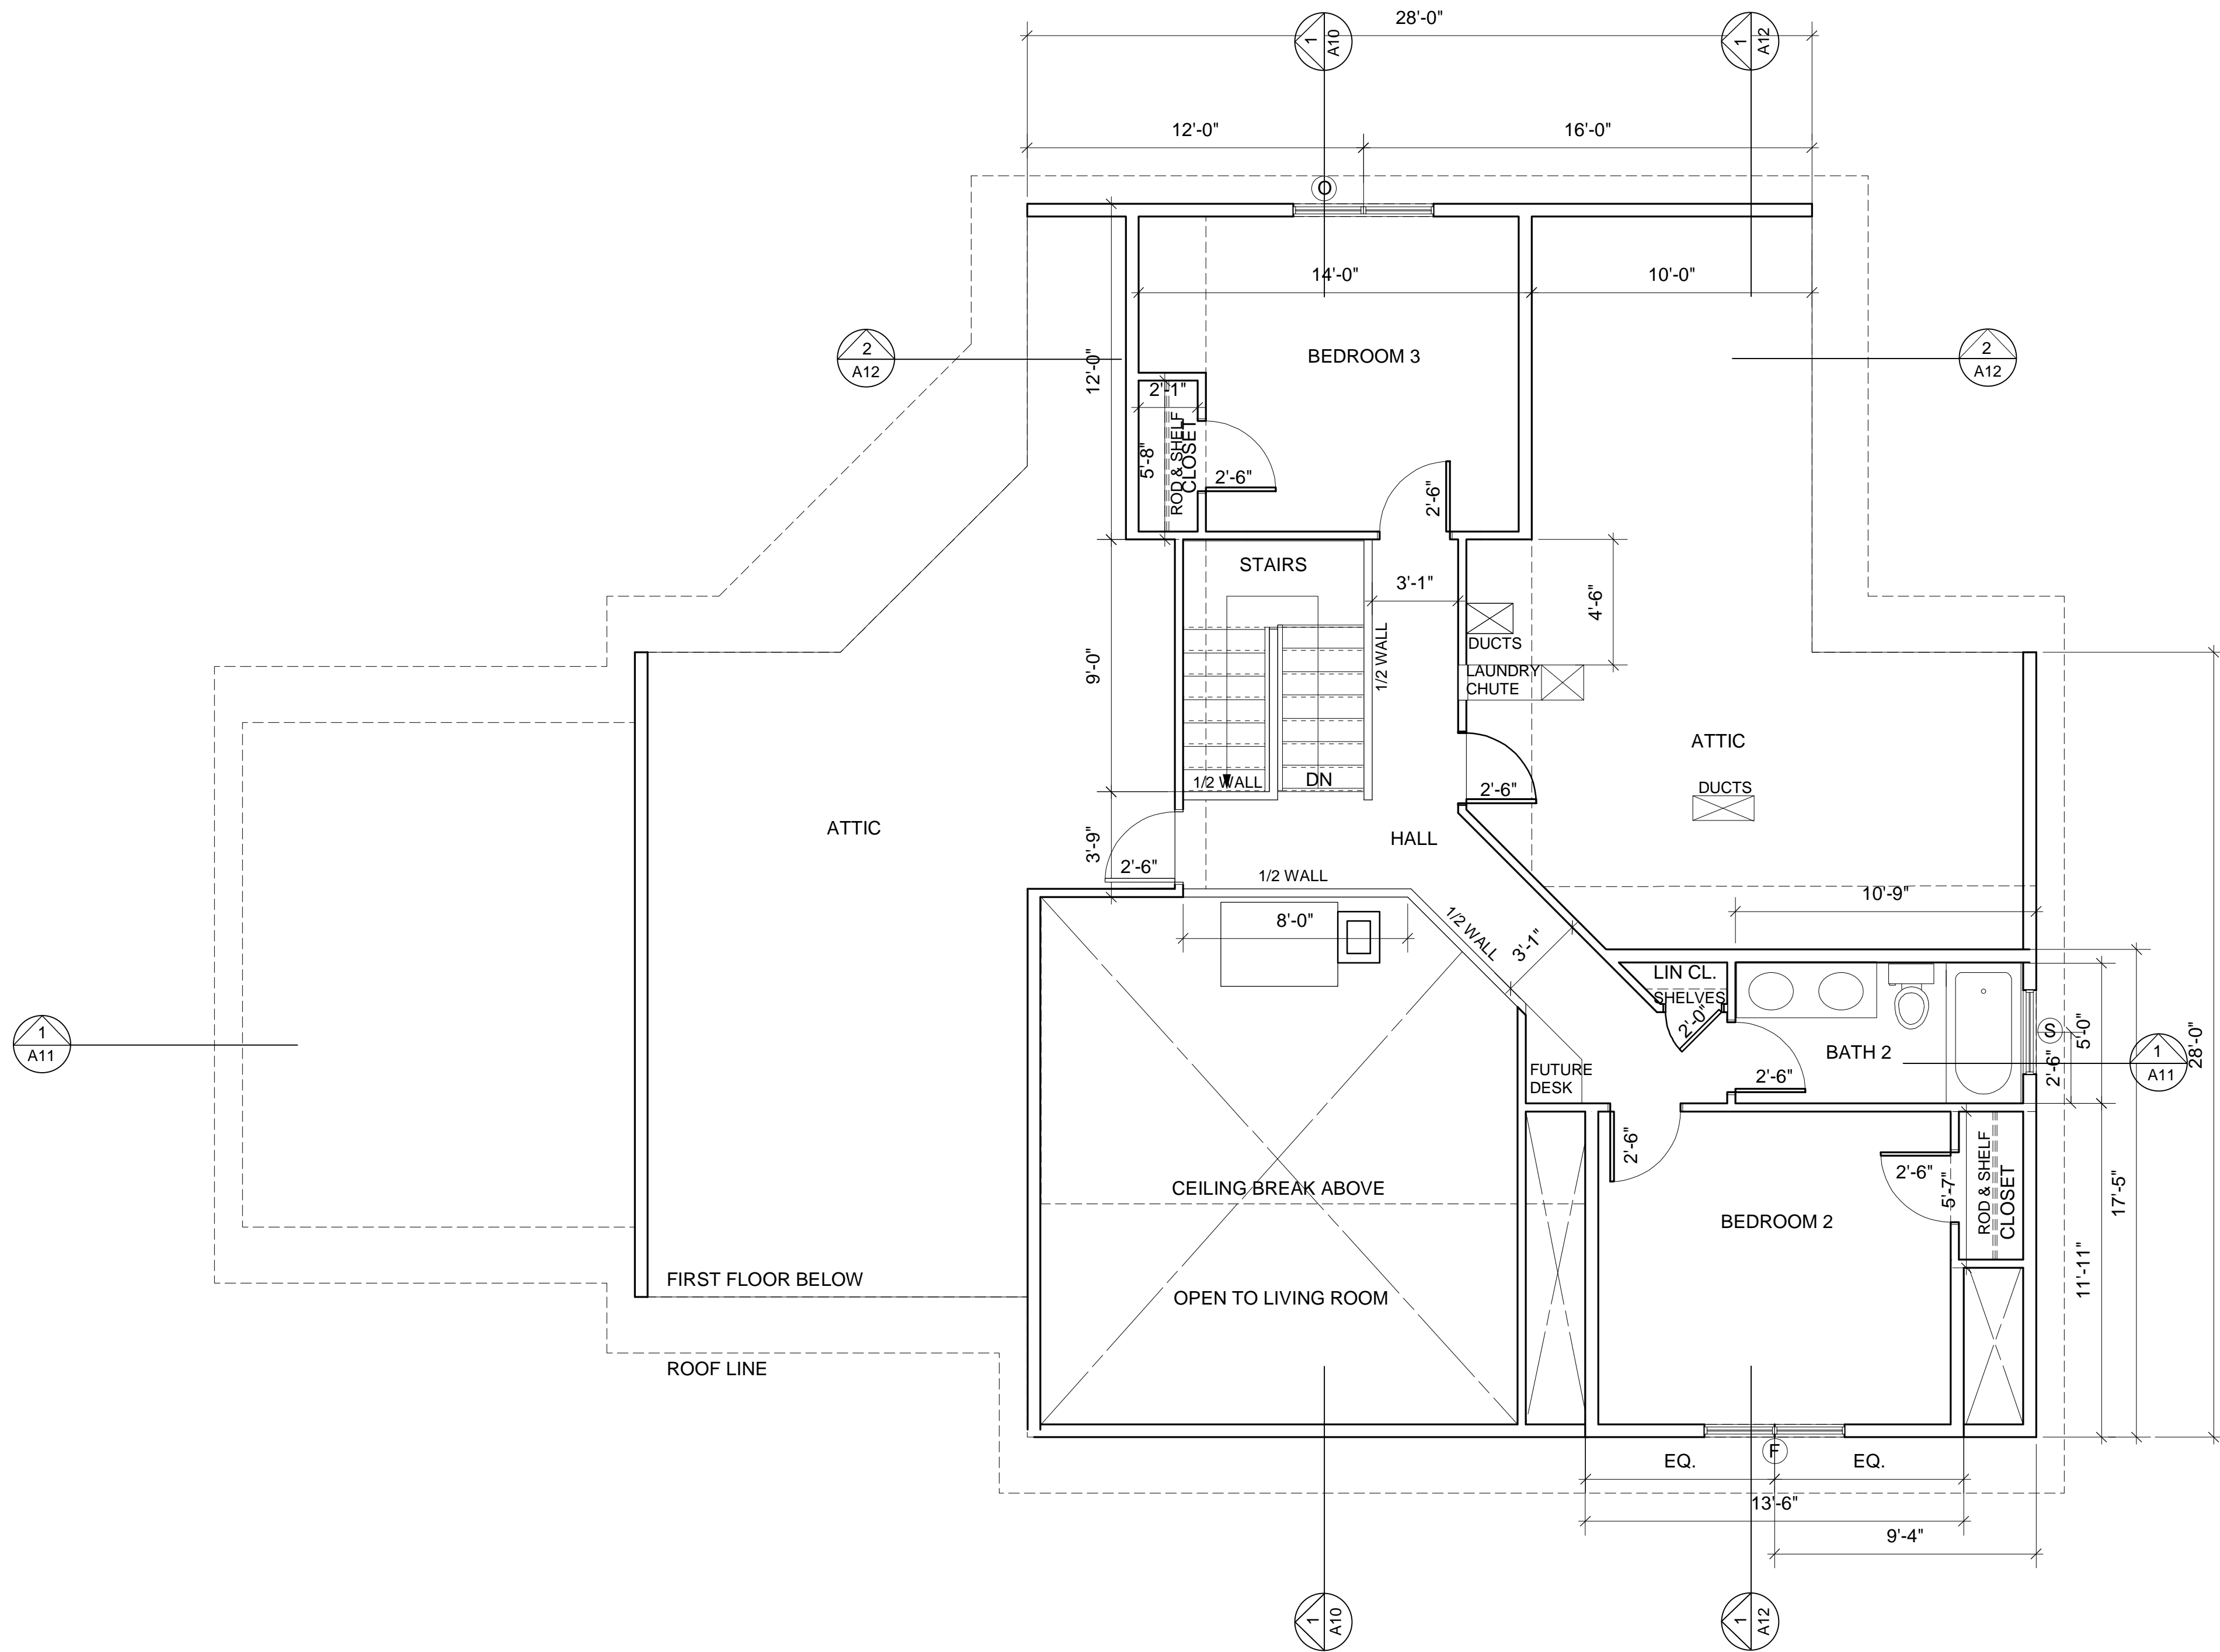 28'-0"
1
A10
1
A12
12'-0"
16'-0"
O
14'-0"
10'-0"
2
A12
12'-0"
BEDROOM 3
2
A12
2'-1"
5'-8"
ROD & SHELF
CLOSET
2'-6"
2'-6"
STAIRS
3'-1"
4'-6"
DUCTS
1/2 WALL
LAUNDRY
CHUTE
9'-0"
ATTIC
1/2 WALL
DN
2'-6"
DUCTS
ATTIC
HALL
3'-9"
2'-6"
1/2 WALL
10'-9"
8'-0"
1/2 WALL
3'-1"
LIN CL.
SHELVES
2'-0"
1
A11
BATH 2
S
5'-0"
2'-6"
28'-0"
1
A11
FUTURE
DESK
2'-6"
2'-6"
2'-6"
ROD & SHELF
CLOSET
5'-7"
17'-5"
CEILING BREAK ABOVE
BEDROOM 2
11'-11"
FIRST FLOOR BELOW
OPEN TO LIVING ROOM
ROOF LINE
F
EQ.
EQ.
13'-6"
9'-4"
1
A10
1
A12